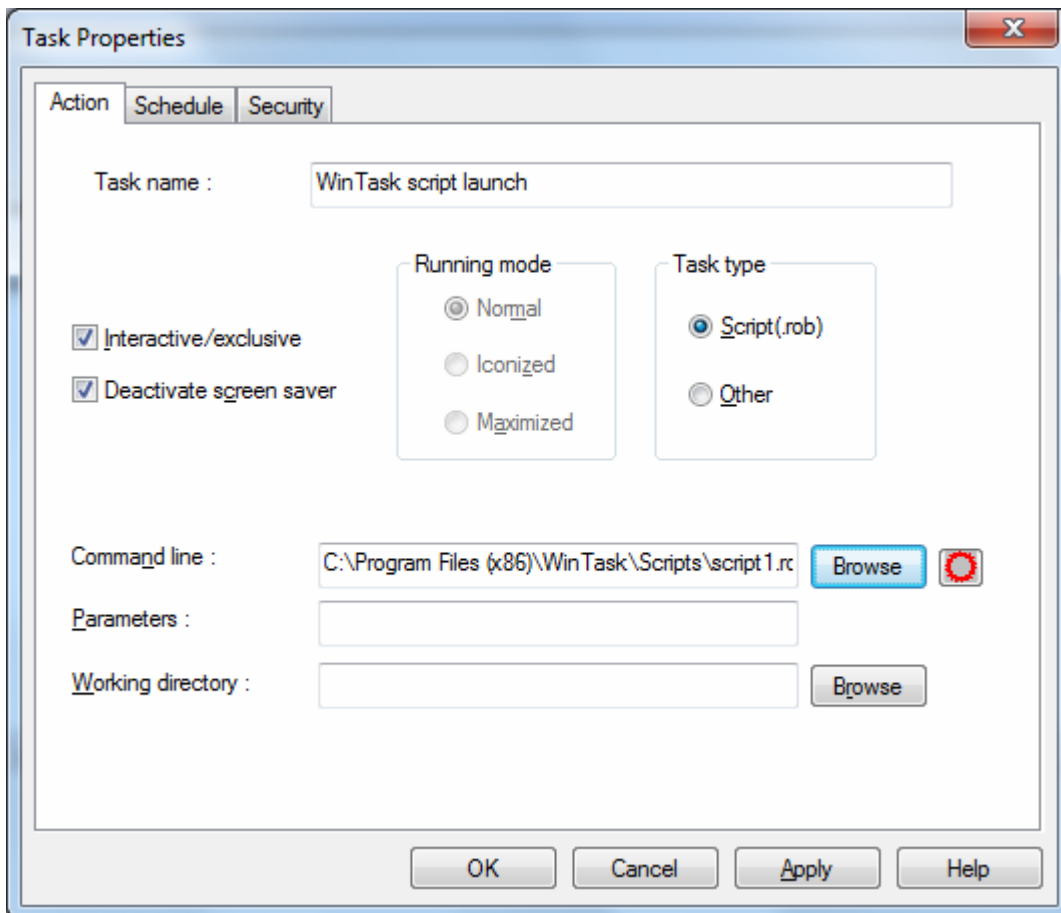 Task Properties
Action Schedule Security
Task name : WinTask script launch
Running mode Task type
Normal
Interactive/exclusive Script(.rob)
Iconized
Deactivate screen saver Other
Maximized
Command line : C:\Program Files (x86)\WinTask\Scripts\script1.ro Browse
Parameters :
Working directory : Browse
OK Cancel Apply Help